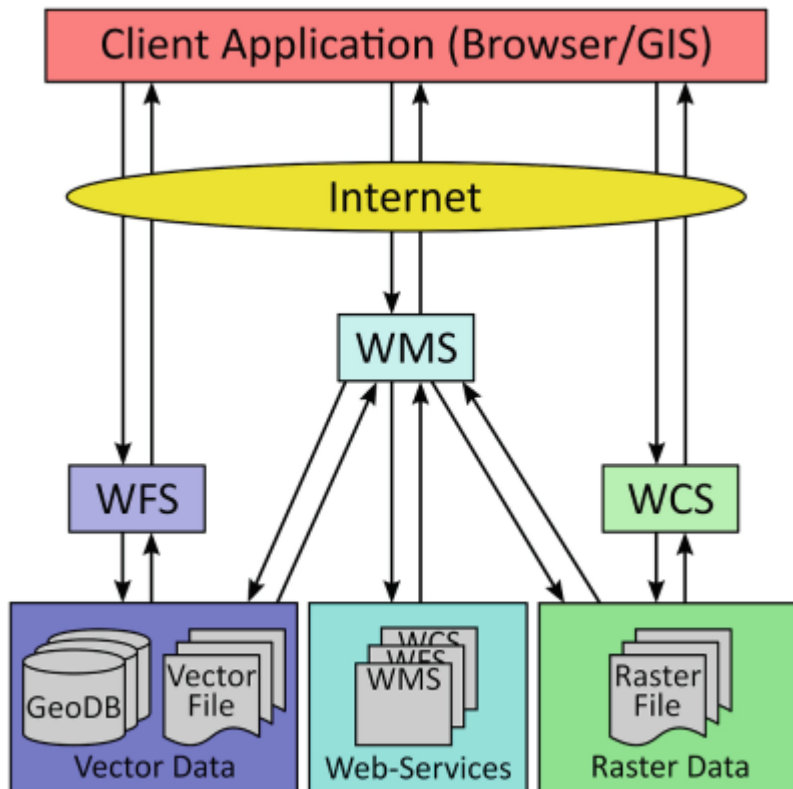 Client Application (Browser/GIS)
Internet
WMS
WFS
WCS
GeoDB
Vector
File
Vector Data
WCS
WFS
WMS
Web-Services
Raster
File
Raster Data